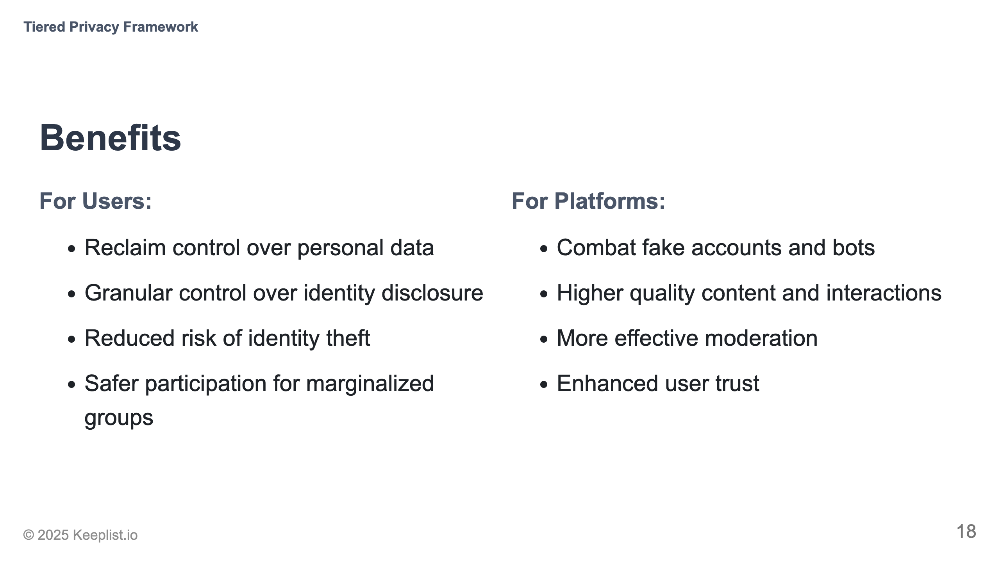 Tiered Privacy Framework
Benefits
For Users:
• Reclaim control over personal data
• Granular control over identity disclosure
• Reduced risk of identity theft
• Safer participation for marginalized
groups
For Platforms:
• Combat fake accounts and bots
• Higher quality content and interactions
• More effective moderation
• Enhanced user trust
© 2025 Keeplist.io
18